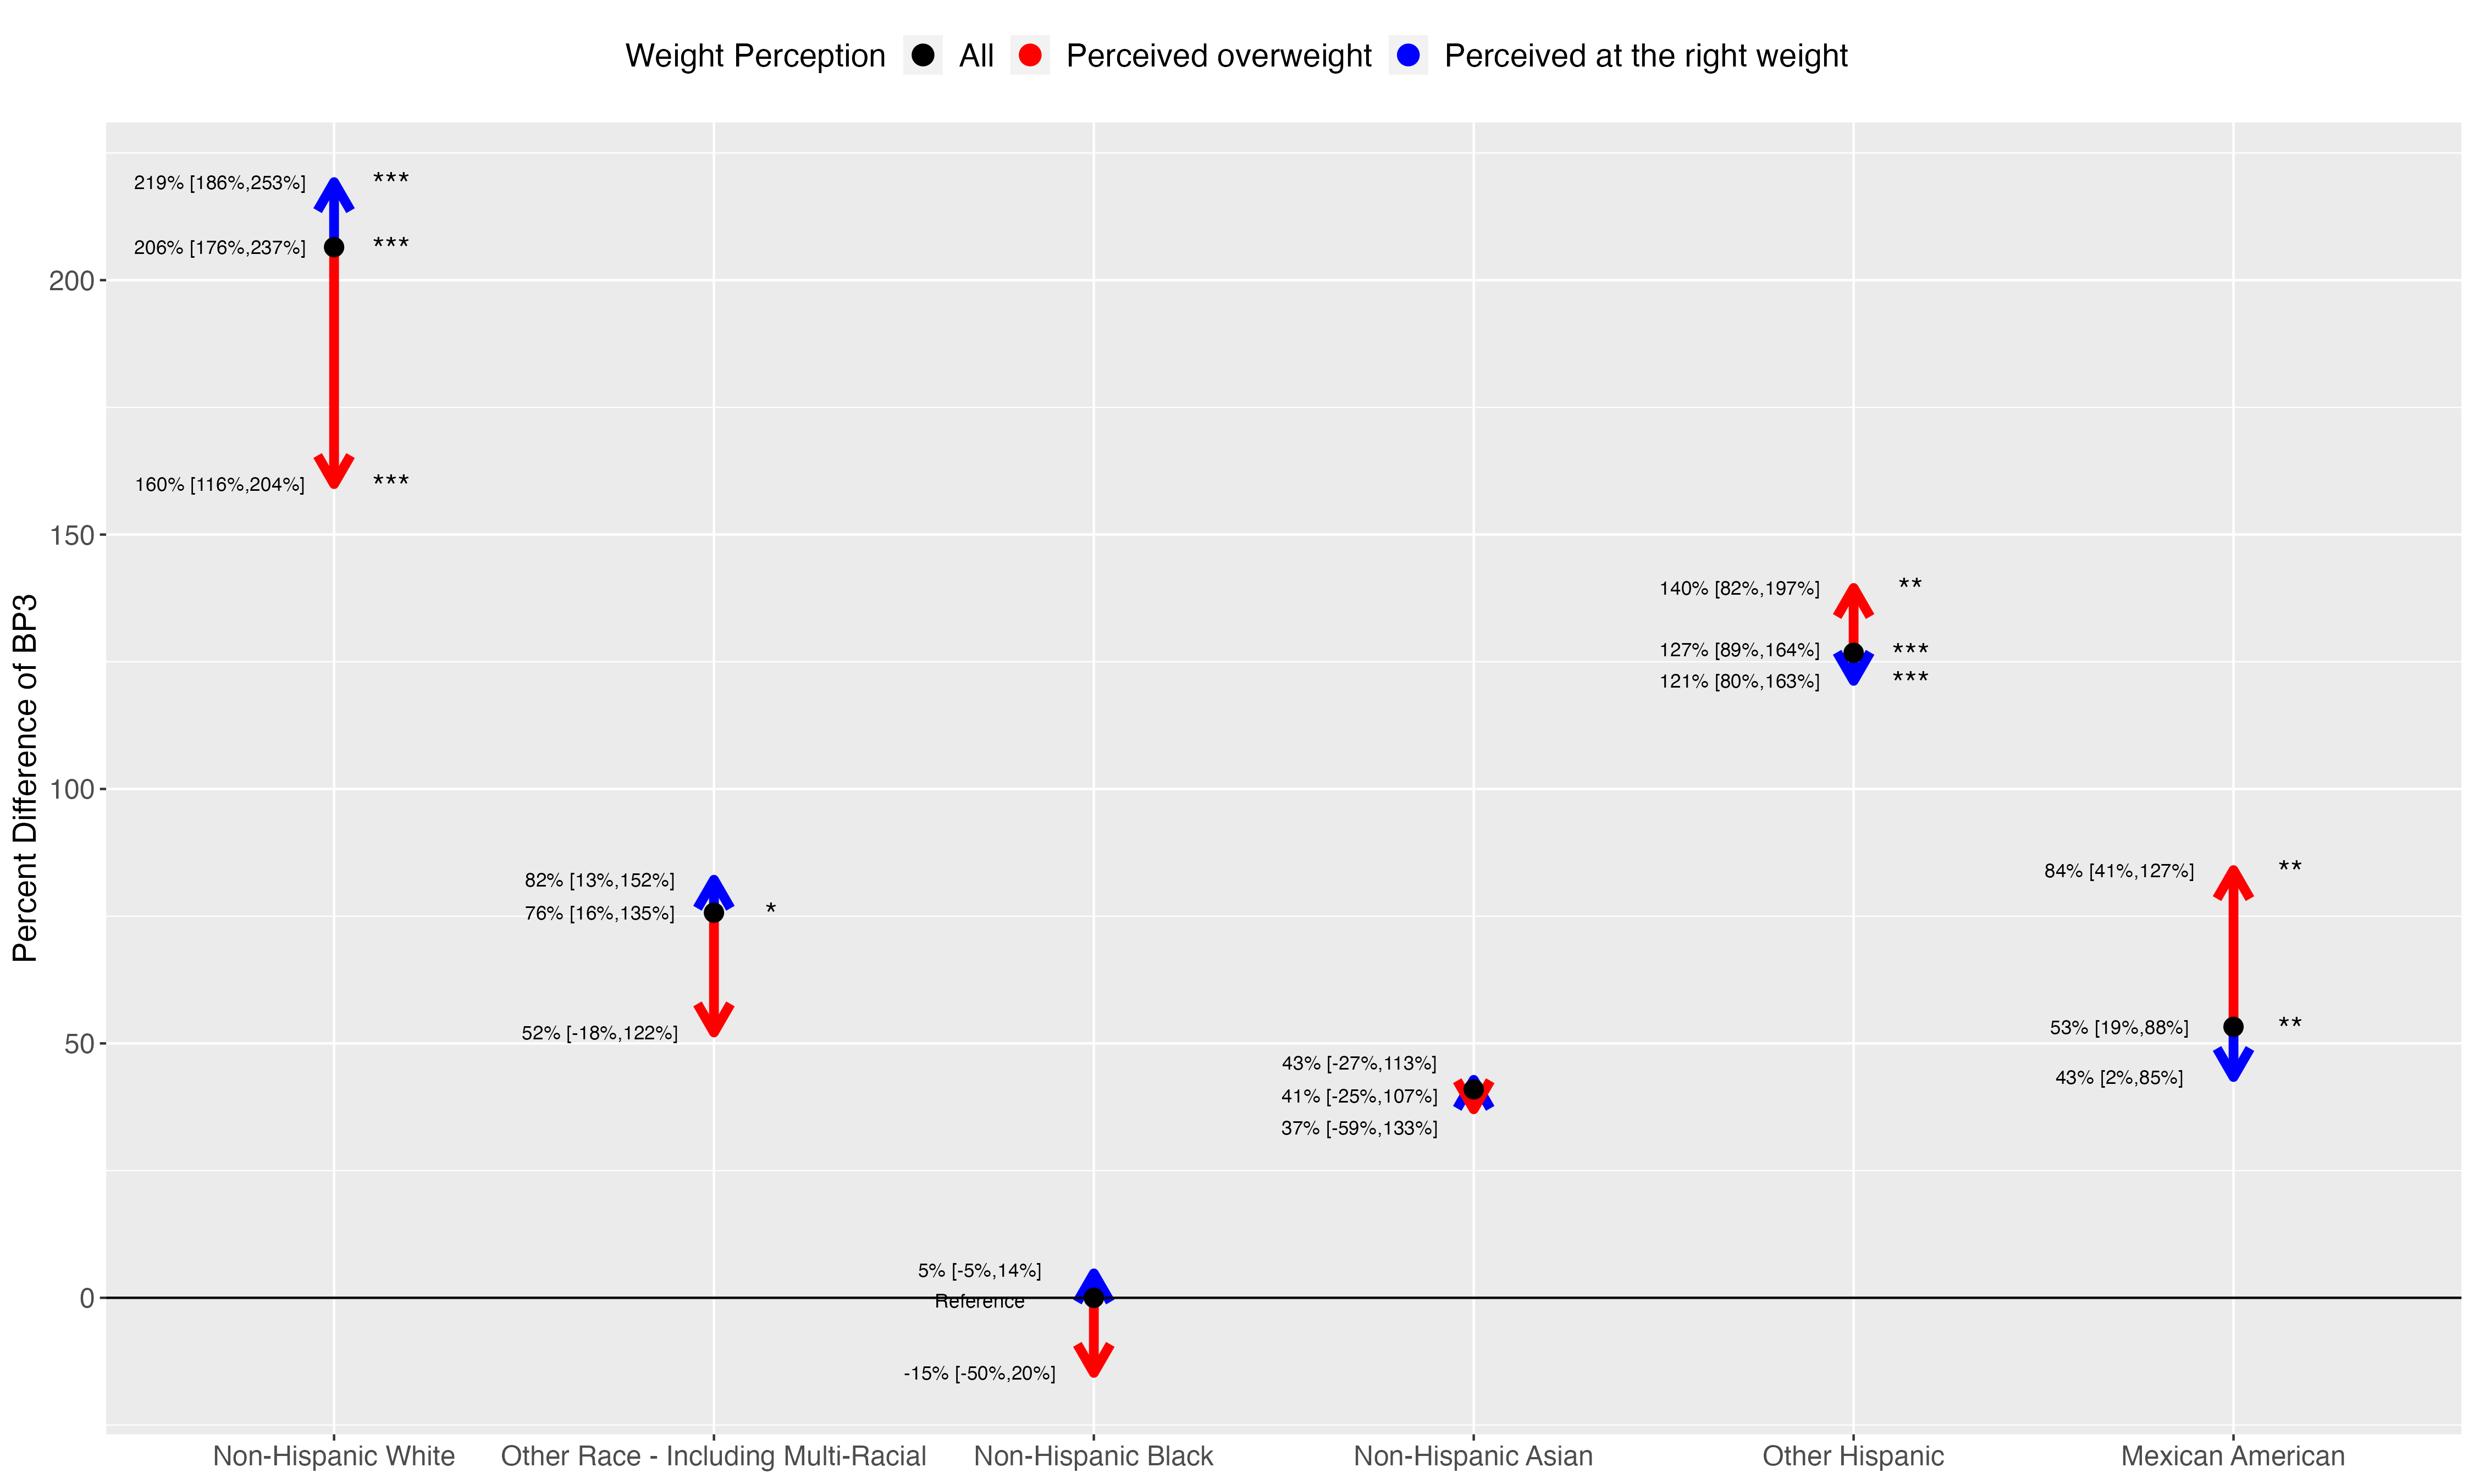 Weight Perception All Perceived overweight Perceived at the right weight
Percent Difference of BP3
200
150
100
50
0
219% [186%,253%] ***
206% [176%,237%] ***
160% [116%,204%] ***
82% [13%,152%]
76% [16%,135%] *
52% [-18%,122%]
5% [-5%,14%]
Reference
-15% [-50%,20%]
43% [-27%,113%]
41% [-25%,107%]
37% [-59%,133%]
140% [82%,197%] **
127% [89%,164%] ***
121% [80%,163%] ***
84% [41%,127%] **
53% [19%,88%] **
43% [2%,85%]
Non-Hispanic White Other Race - Including Multi-Racial Non-Hispanic Black Non-Hispanic Asian Other Hispanic Mexican American